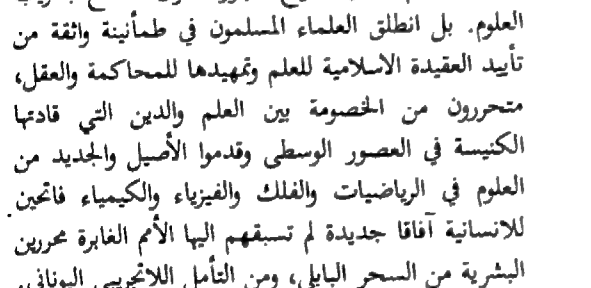 العلوم. بل انطلق العلماء المسلمون في طمأنينة واثقة من
تأييد العقيدة الاسلامية للعلم وتمهيدها للمحاكمة والعقل،
متحررون من الخصومة بين العلم والدين التي قادتها
الكنيسة في العصور الوسطى وقدموا الأصيل والجديد من
العلوم في الرياضيات والفلك والفيزياء والكيمياء فاتحين
للانسانية آفاقا جديدة لم تسبقهم اليها الأمم الغابرة محررين
البشرية من السحر البابلي، ومن التأمل اللاتجريبي اليوناني.